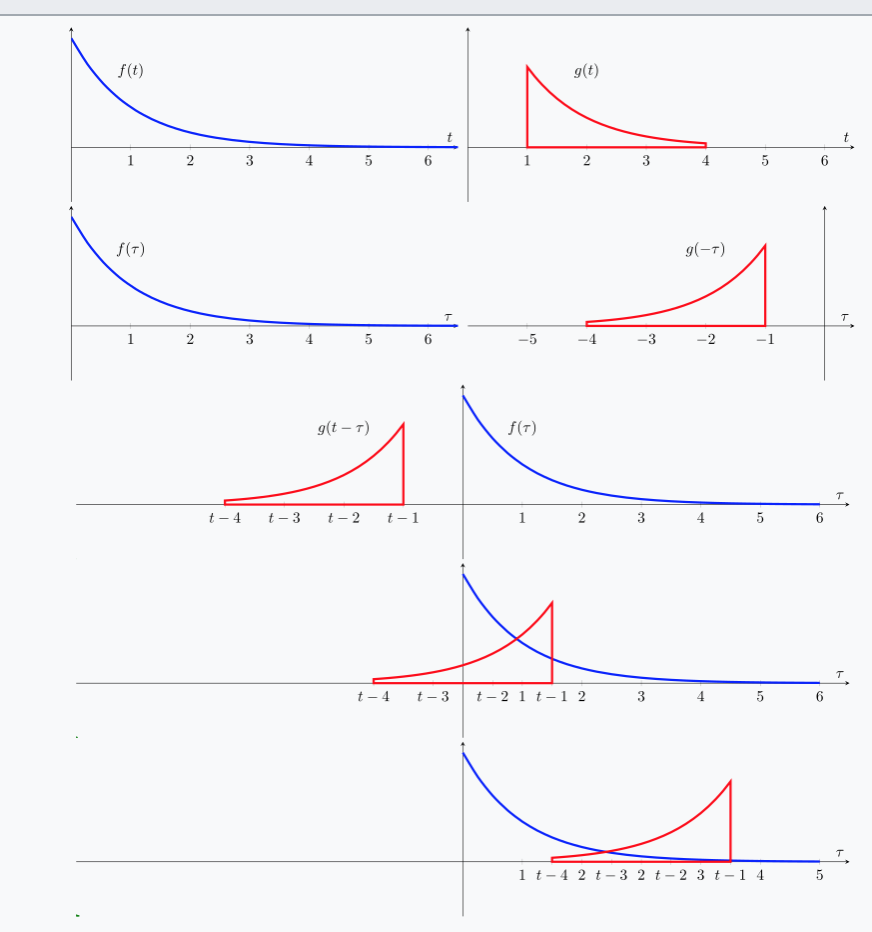 f(t) g(t)
t t
1 2 3 4 5 6 1 2 3 4 5 6
f(τ) g(−τ)
τ τ
1 2 3 4 5 6 −5 −4 −3 −2 −1
g(t − τ) f(τ)
τ
t − 4 t − 3 t − 2 t − 1 1 2 3 4 5 6
τ
t − 4 t − 3 t − 2 1 t − 1 2 3 4 5 6
τ
1 t − 4 2 t − 3 2 t − 2 3 t − 1 4 5